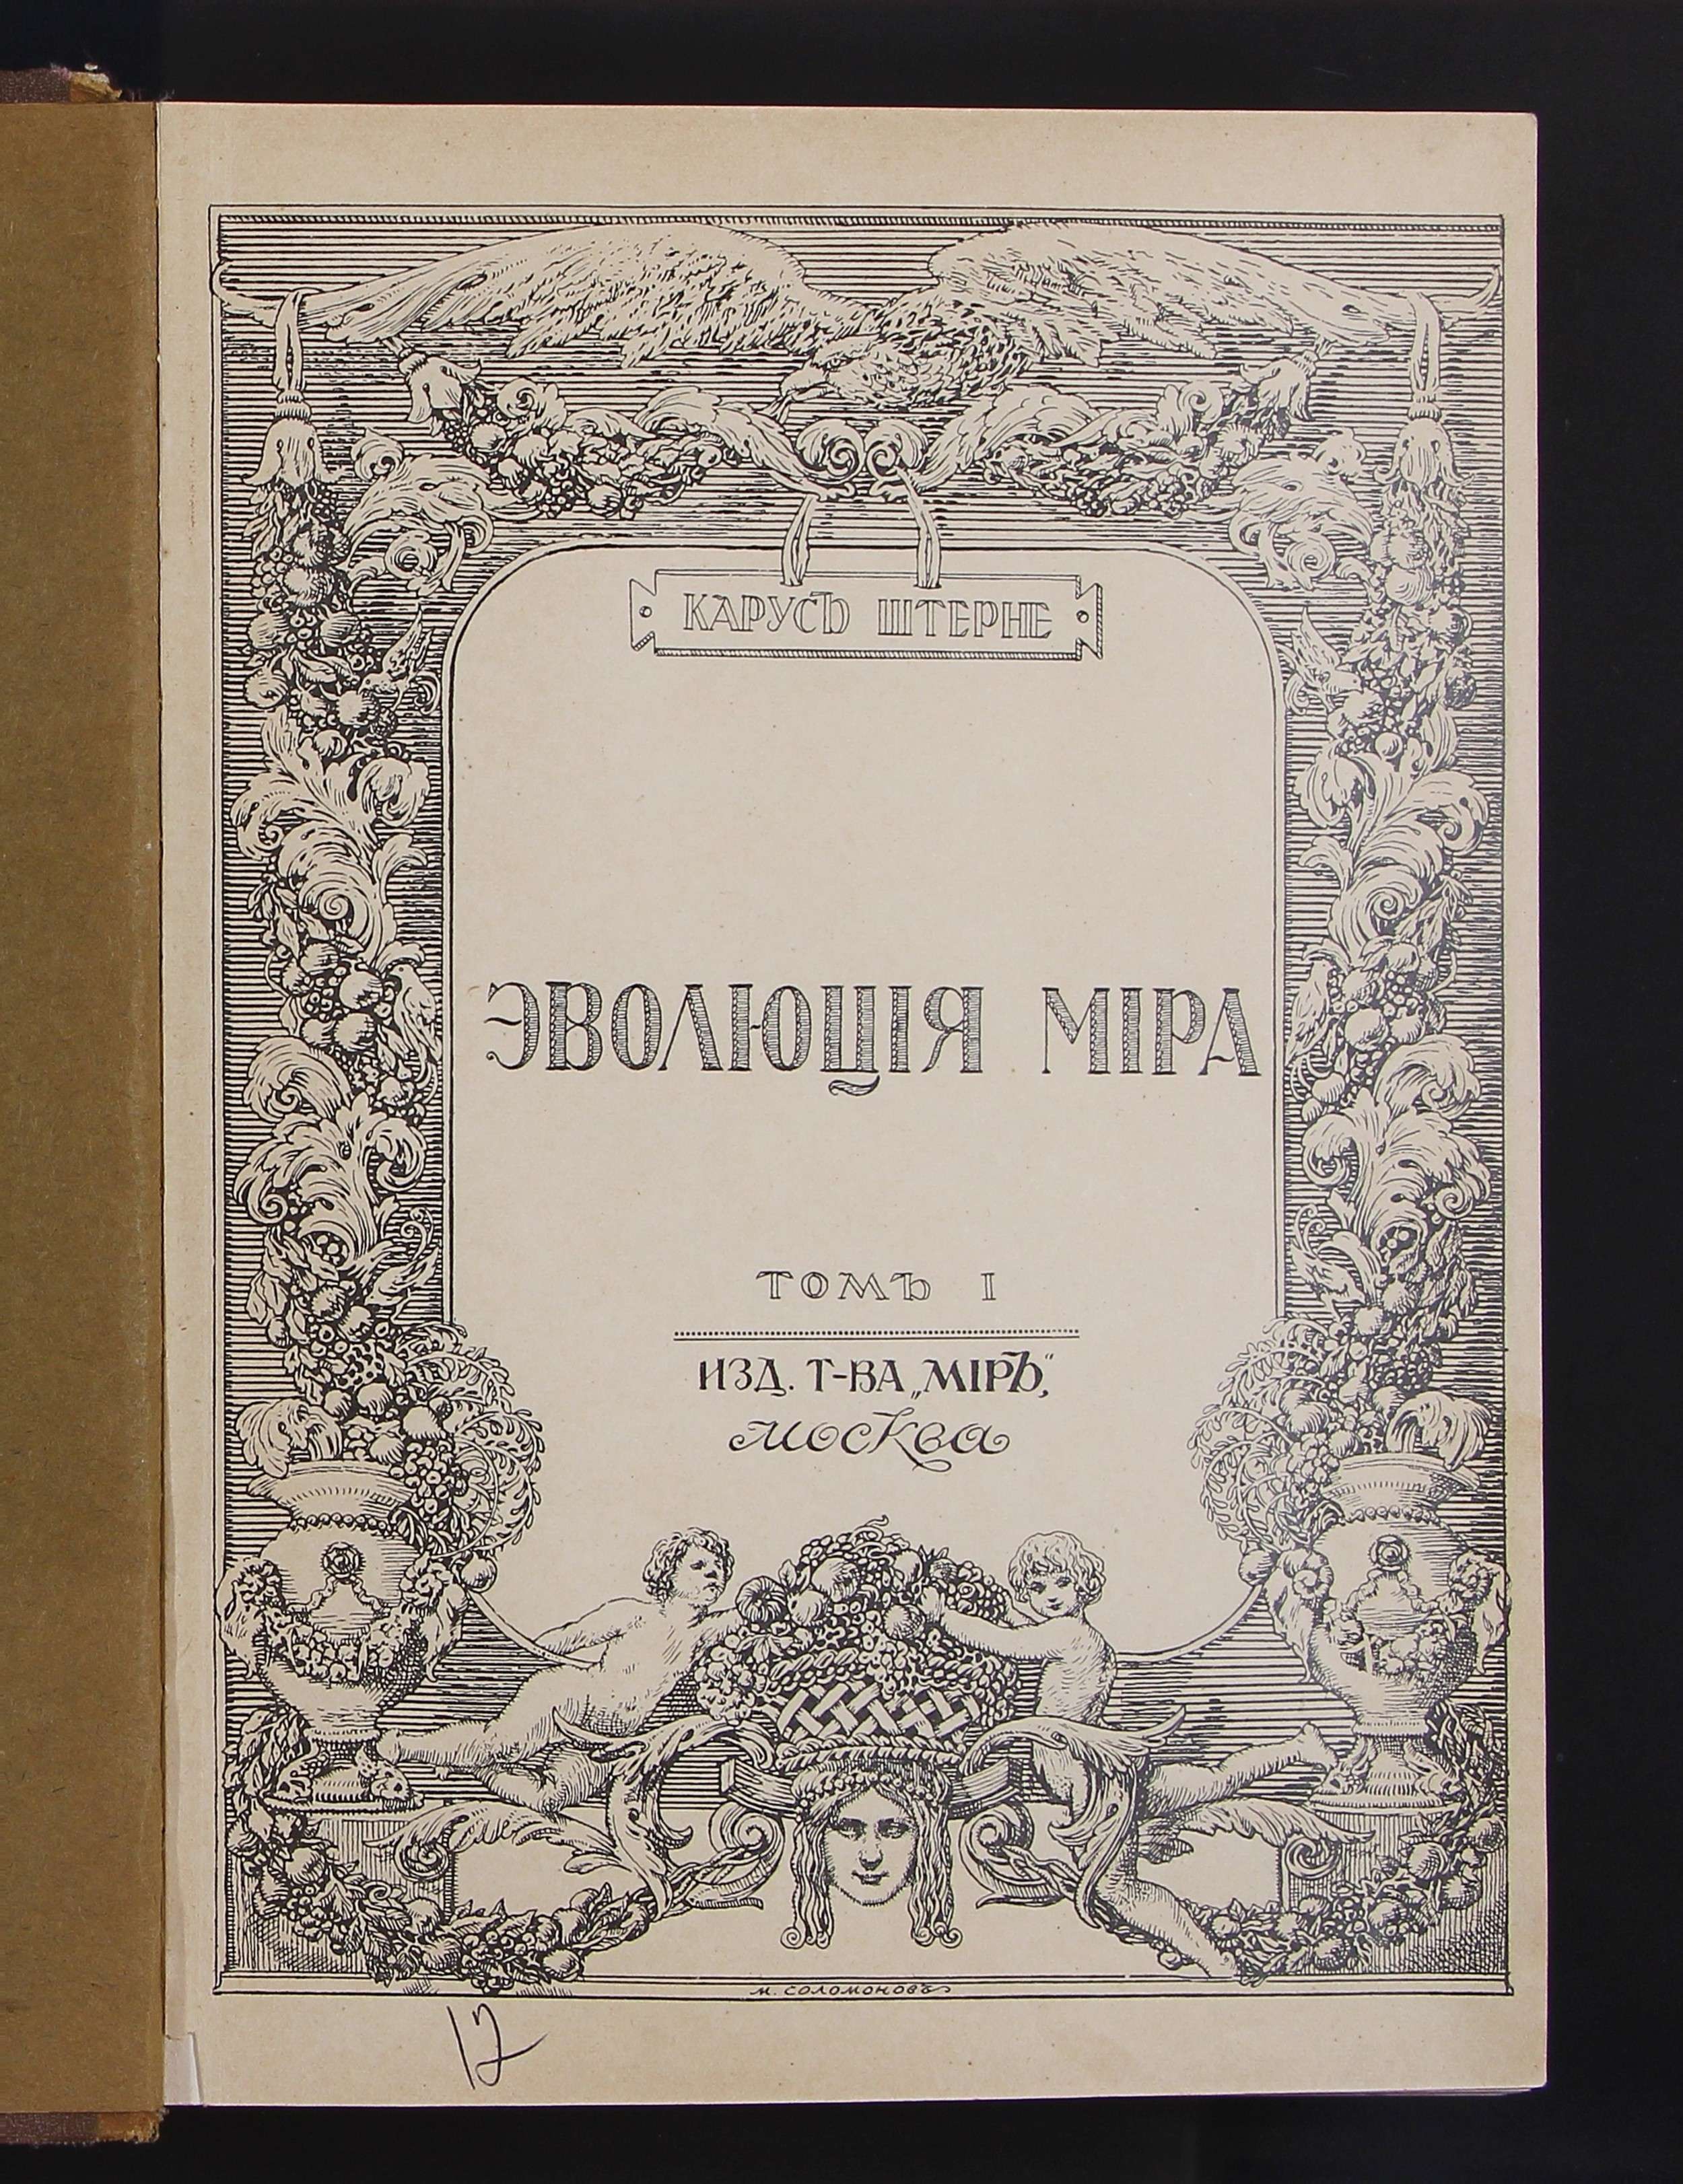 КАРУСЪ ШТЕРНЕ
ЭВОЛЮЦІЯ МІРА
ТОМЪ I
ИЗД. Т-ВА „МІРЪ“,
МОСКВА
М. СОЛОМОНОВЪ
12